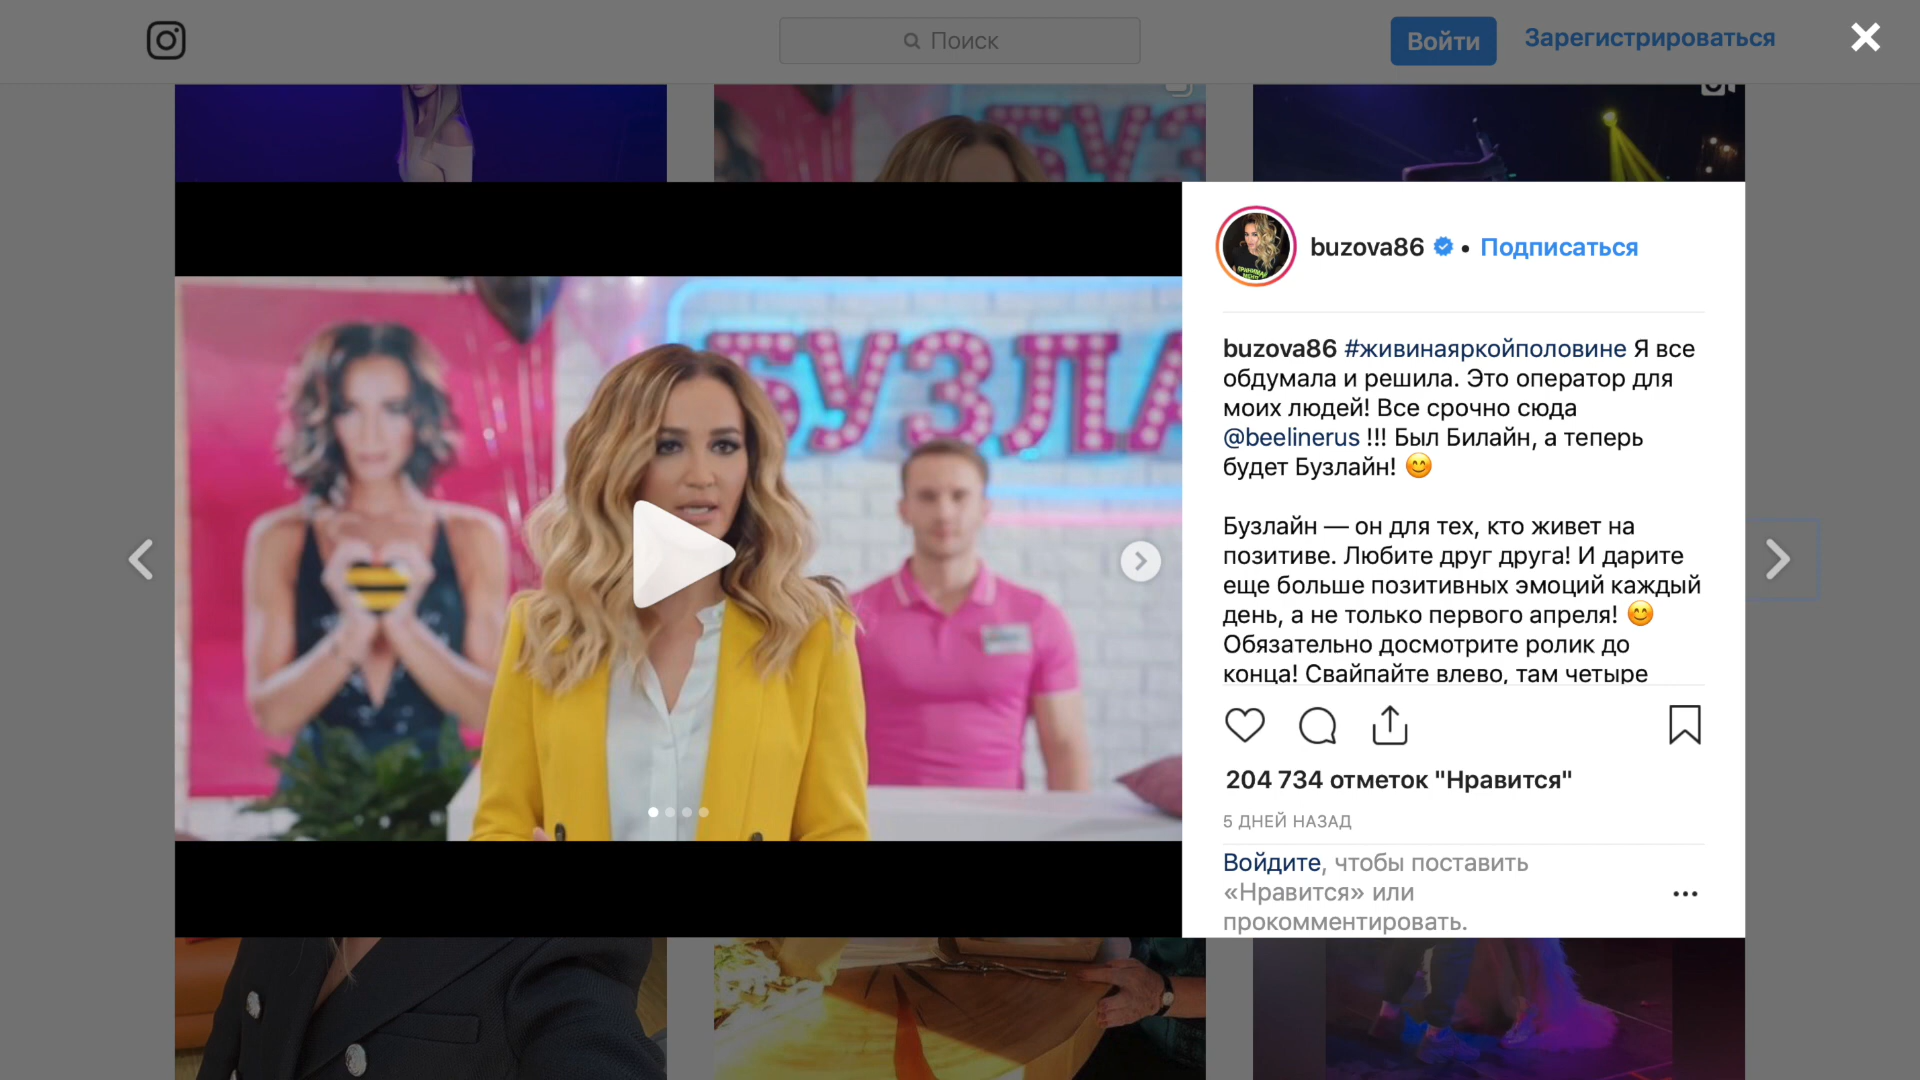 Поиск
Войти
Зарегистрироваться
БУЗЛА
buzova86 • Подписаться
buzova86 #живинаяркойполовине Я все
обдумала и решила. Это оператор для
моих людей! Все срочно сюда
@beelinerus !!! Был Билайн, а теперь
будет Бузлайн! 😊
Бузлайн — он для тех, кто живет на
позитиве. Любите друг друга! И дарите
еще больше позитивных эмоций каждый
день, а не только первого апреля! 😊
Обязательно досмотрите ролик до
конца! Свайпайте влево, там четыре
204 734 отметок "Нравится"
5 ДНЕЙ НАЗАД
Войдите, чтобы поставить
«Нравится» или
прокомментировать.